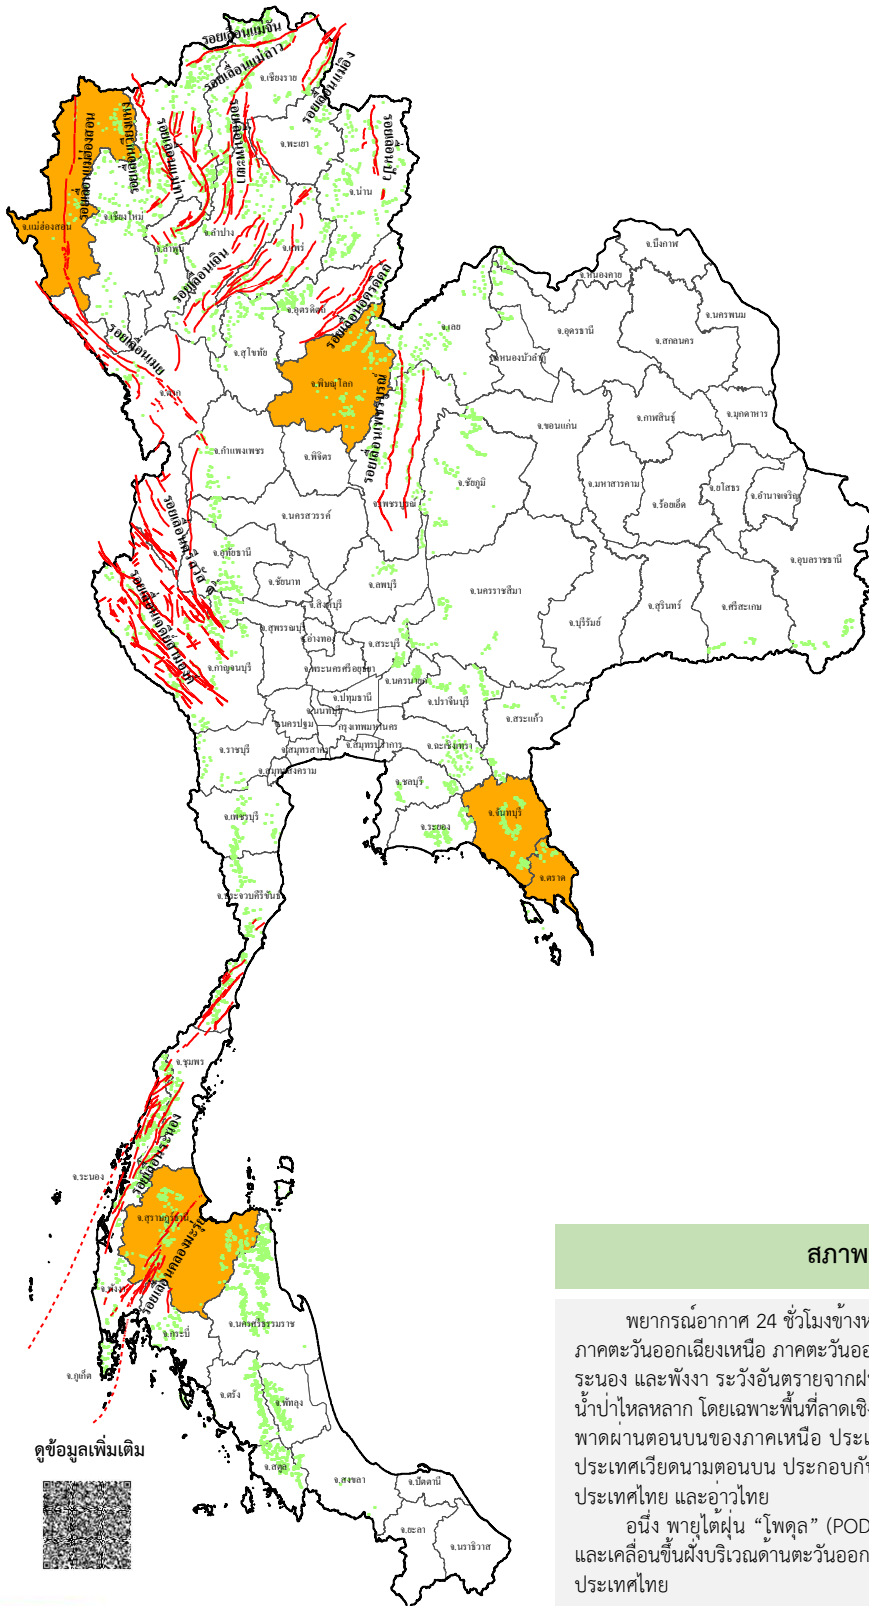 รอยเลื่อนแม่จัน
รอยเลื่อนแม่ลาว
จ.เชียงราย
รอยเลื่อนแม่อิง
รอยเลื่อนแม่ฮ่องสอน
รอยเลื่อนแม่ทา
รอยเลื่อนพะเยา
จ.พะเยา
รอยเลื่อนปัว
จ.น่าน
จ.แม่ฮ่องสอน
จ.เชียงใหม่
จ.ลำปาง
จ.ลำพูน
จ.แพร่
รอยเลื่อนเถิน
จ.อุตรดิตถ์
รอยเลื่อนอุตรดิตถ์
รอยเลื่อนเมย
จ.ตาก
จ.สุโขทัย
จ.พิษณุโลก
จ.เลย
จ.บึงกาฬ
จ.หนองคาย
จ.อุดรธานี
จ.นครพนม
จ.สกลนคร
จ.กาฬสินธุ์
จ.มุกดาหาร
จ.ขอนแก่น
รอยเลื่อนเพชรบูรณ์
จ.กำแพงเพชร
จ.พิจิตร
จ.เพชรบูรณ์
จ.ชัยภูมิ
จ.มหาสารคาม
จ.ร้อยเอ็ด
จ.ยโสธร
จ.อำนาจเจริญ
จ.นครสวรรค์
จ.อุทัยธานี
จ.ชัยนาท
จ.ลพบุรี
จ.นครราชสีมา
จ.บุรีรัมย์
จ.สุรินทร์
จ.ศรีสะเกษ
จ.อุบลราชธานี
รอยเลื่อนเจดีย์สามองค์
จ.สิงห์บุรี
จ.สุพรรณบุรี
จ.อ่างทอง
จ.สระบุรี
จ.กาญจนบุรี
จ.พระนครศรีอยุธยา
จ.นครนายก
จ.ปราจีนบุรี
จ.ปทุมธานี
จ.นนทบุรี
จ.นครปฐม
กรุงเทพมหานคร
จ.สระแก้ว
จ.ราชบุรี
จ.สมุทรสาคร
จ.สมุทรปราการ
จ.ฉะเชิงเทรา
จ.สมุทรสงคราม
จ.ชลบุรี
จ.เพชรบุรี
จ.ระยอง
จ.จันทบุรี
จ.ตราด
จ.ประจวบคีรีขันธ์
จ.ชุมพร
รอยเลื่อนระนอง
จ.ระนอง
จ.สุราษฎร์ธานี
รอยเลื่อนคลองมะรุ่ย
จ.พังงา
จ.กระบี่
จ.นครศรีธรรมราช
จ.ภูเก็ต
จ.ตรัง
จ.พัทลุง
จ.สตูล
จ.สงขลา
จ.ปัตตานี
จ.ยะลา
จ.นราธิวาส
ดูข้อมูลเพิ่มเติม
สภาพ
พยากรณ์อากาศ 24 ชั่วโมงข้างห
ภาคตะวันออกเฉียงเหนือ ภาคตะวันออ
ระนอง และพังงา ระวังอันตรายจากฝ
น้ำป่าไหลหลาก โดยเฉพาะพื้นที่ลาดเชิง
พาดผ่านตอนบนของภาคเหนือ ประเ
ประเทศเวียดนามตอนบน ประกอบกับ
ประเทศไทย และอ่าวไทย
อนึ่ง พายุไต้ฝุ่น “โพดุล” (POD
และเคลื่อนขึ้นฝั่งบริเวณด้านตะวันออก
ประเทศไทย